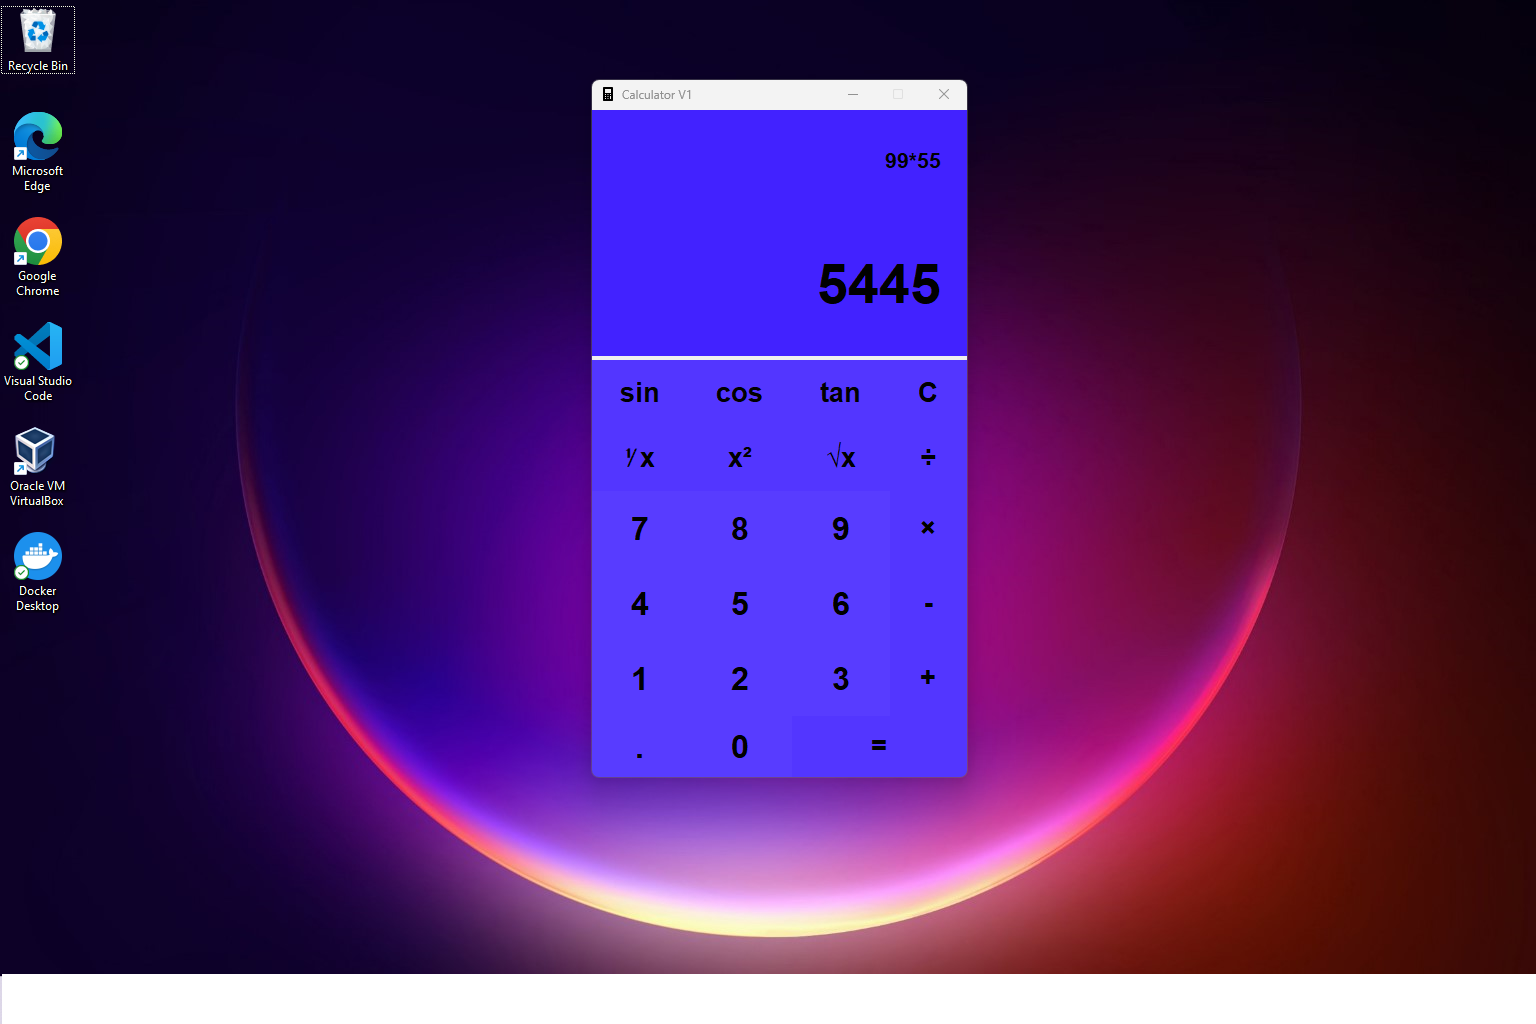 Recycle Bin
Microsoft
Edge
Google
Chrome
Visual Studio
Code
Oracle VM
VirtualBox
Docker
Desktop
Calculator V1
99*55
5445
sin cos tan C
¹⁄x x² √x ÷
7 8 9 ×
4 5 6 -
1 2 3 +
. 0 =